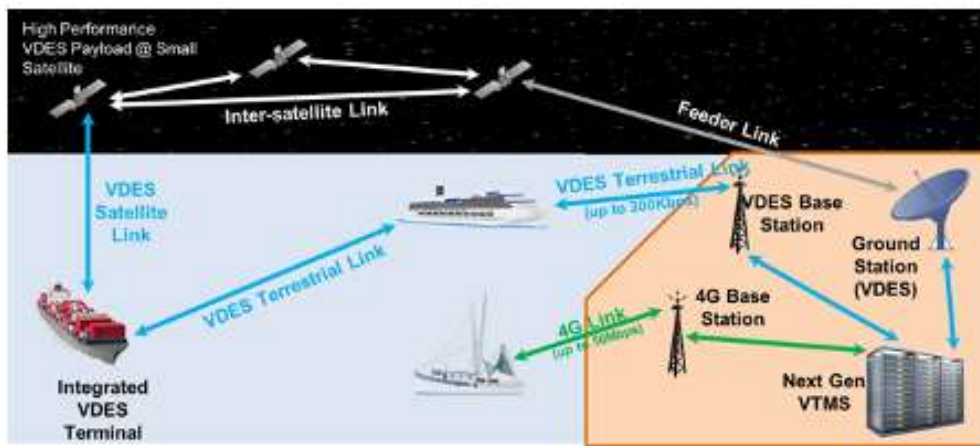 High Performance
VDES Payload @ Small
Satellite
Inter-satellite Link
Feeder Link
VDES
Satellite
Link
VDES Terrestrial Link
VDES Terrestrial Link
(up to 300Kbps)
VDES Base
Station
Ground
Station
(VDES)
4G Link
(up to 10Mbps)
4G Base
Station
Integrated
VDES
Terminal
Next Gen
VTMS